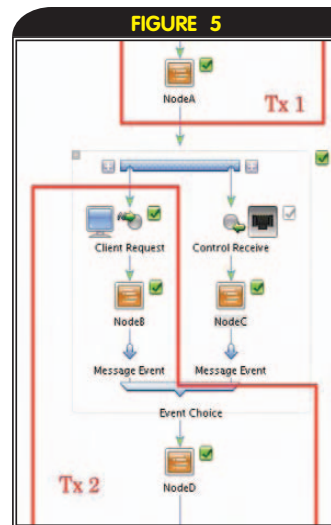 FIGURE 5
NodeA
Tx 1
Client Request
Control Receive
NodeB
NodeC
Message Event
Message Event
Event Choice
Tx 2
NodeD